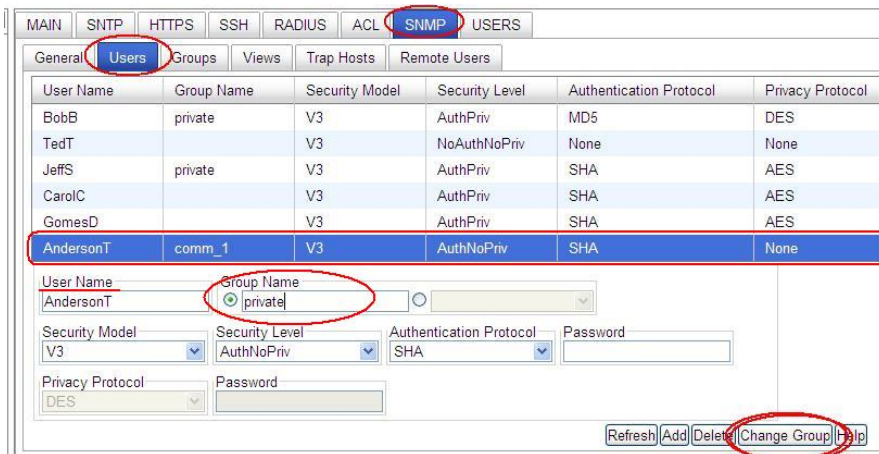 MAIN SNTP HTTPS SSH RADIUS ACL SNMP USERS
General Users Groups Views Trap Hosts Remote Users
User Name Group Name Security Model Security Level Authentication Protocol Privacy Protocol
BobB private V3 AuthPriv MD5 DES
TedT V3 NoAuthNoPriv None None
JeffS private V3 AuthPriv SHA AES
CarolC V3 AuthPriv SHA AES
GomesD V3 AuthPriv SHA AES
AndersonT comm_1 V3 AuthNoPriv SHA None
User Name Group Name
AndersonT private
Security Model Security Level Authentication Protocol Password
V3 AuthNoPriv SHA
Privacy Protocol Password
DES
Refresh Add Delete Change Group Help